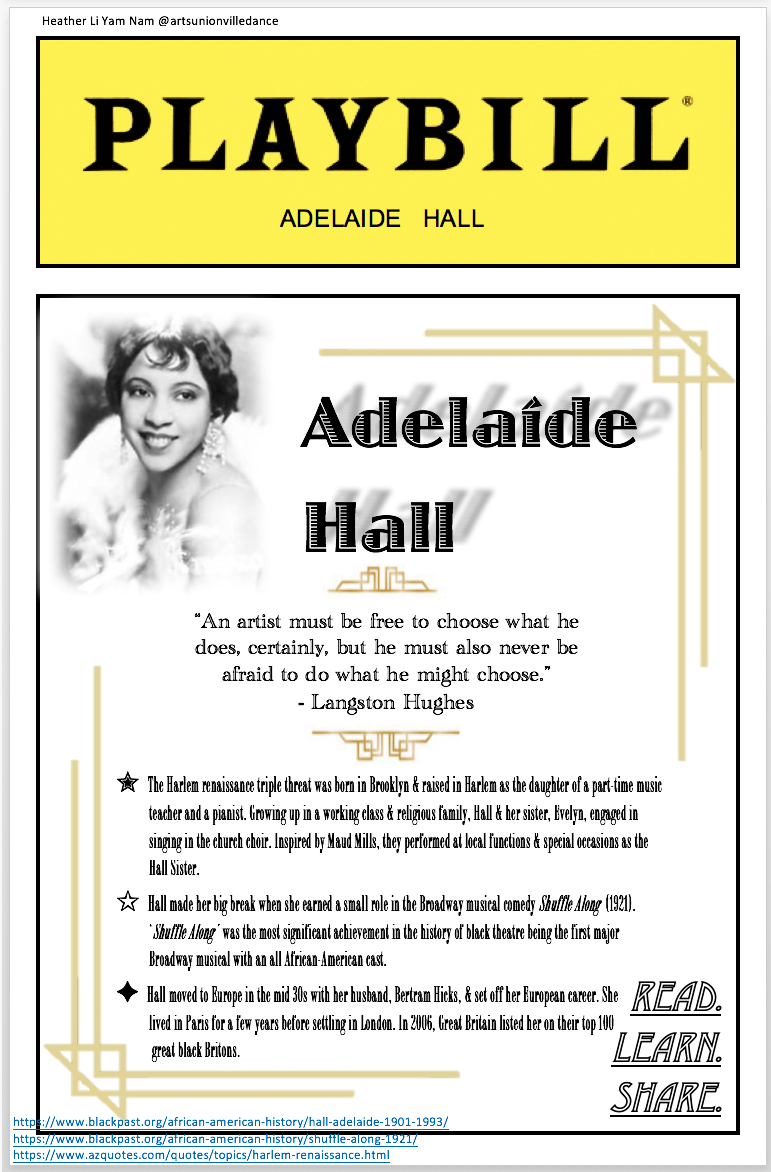 Heather Li Yam Nam @artsunionvilledance
PLAYBILL®
ADELAIDE HALL
Adelaide
Hall
"An artist must be free to choose what he
does, certainly, but he must also never be
afraid to do what he might choose."
- Langston Hughes
The Harlem renaissance triple threat was born in Brooklyn & raised in Harlem as the daughter of a part-time music
teacher and a pianist. Growing up in a working class & religious family, Hall & her sister, Evelyn, engaged in
singing in the church choir. Inspired by Maud Mills, they performed at local functions & special occasions as the
Hall Sister.
Hall made her big break when she earned a small role in the Broadway musical comedy Shuffle Along (1921).
`Shuffle Along´ was the most significant achievement in the history of black theatre being the first major
Broadway musical with an all African-American cast.
Hall moved to Europe in the mid 30s with her husband, Bertram Hicks, & set off her European career. She
lived in Paris for a few years before settling in London. In 2006, Great Britain listed her on their top 100
great black Britons.
READ.
LEARN.
SHARE.
https://www.blackpast.org/african-american-history/hall-adelaide-1901-1993/
https://www.blackpast.org/african-american-history/shuffle-along-1921/
https://www.azquotes.com/quotes/topics/harlem-renaissance.html